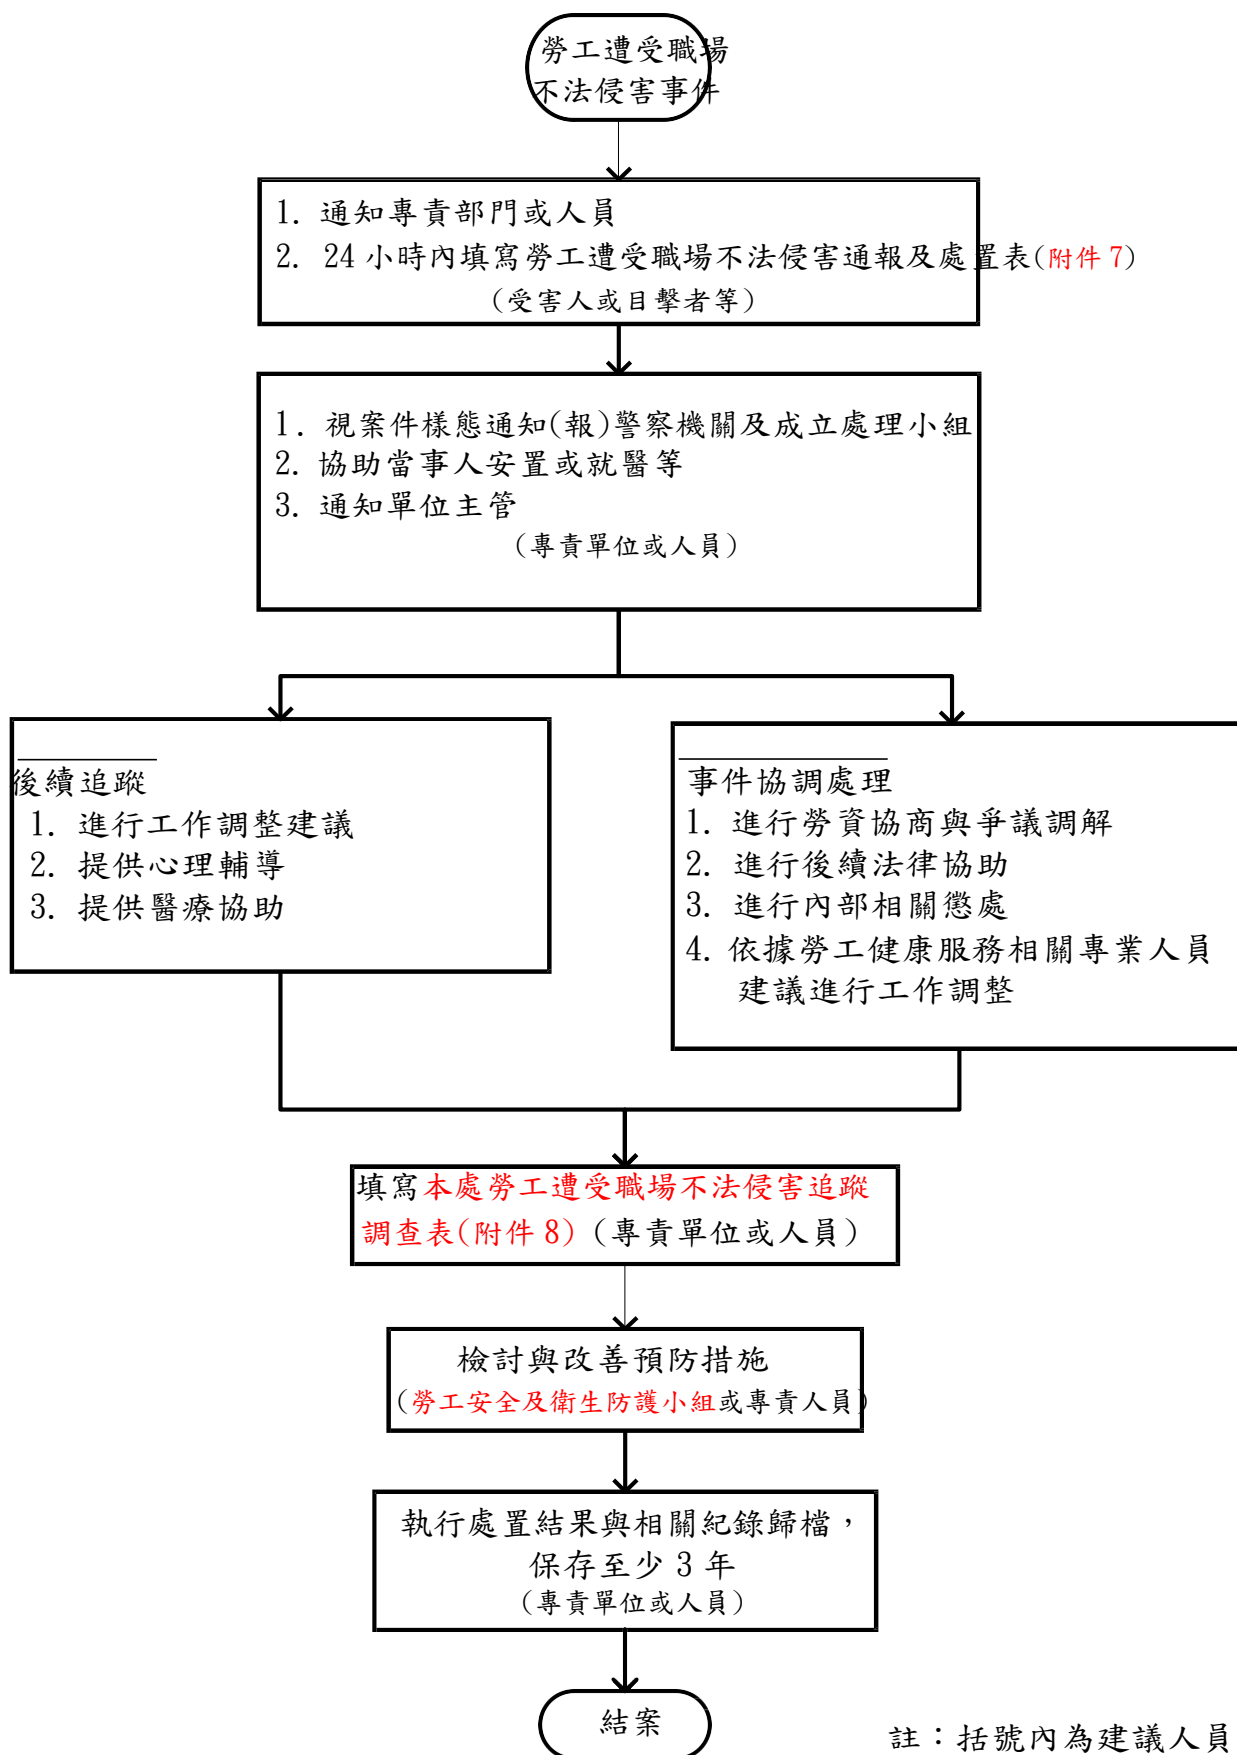 勞工遭受職場
不法侵害事件
1. 通知專責部門或人員
2. 24 小時內填寫勞工遭受職場不法侵害通報及處置表(附件 7)
(受害人或目擊者等)
1. 視案件樣態通知(報)警察機關及成立處理小組
2. 協助當事人安置或就醫等
3. 通知單位主管
(專責單位或人員)
後續追蹤
1. 進行工作調整建議
2. 提供心理輔導
3. 提供醫療協助
事件協調處理
1. 進行勞資協商與爭議調解
2. 進行後續法律協助
3. 進行內部相關懲處
4. 依據勞工健康服務相關專業人員
建議進行工作調整
填寫本處勞工遭受職場不法侵害追蹤
調查表(附件 8) (專責單位或人員)
檢討與改善預防措施
(勞工安全及衛生防護小組或專責人員)
執行處置結果與相關紀錄歸檔，
保存至少 3 年
(專責單位或人員)
結案
註：括號內為建議人員